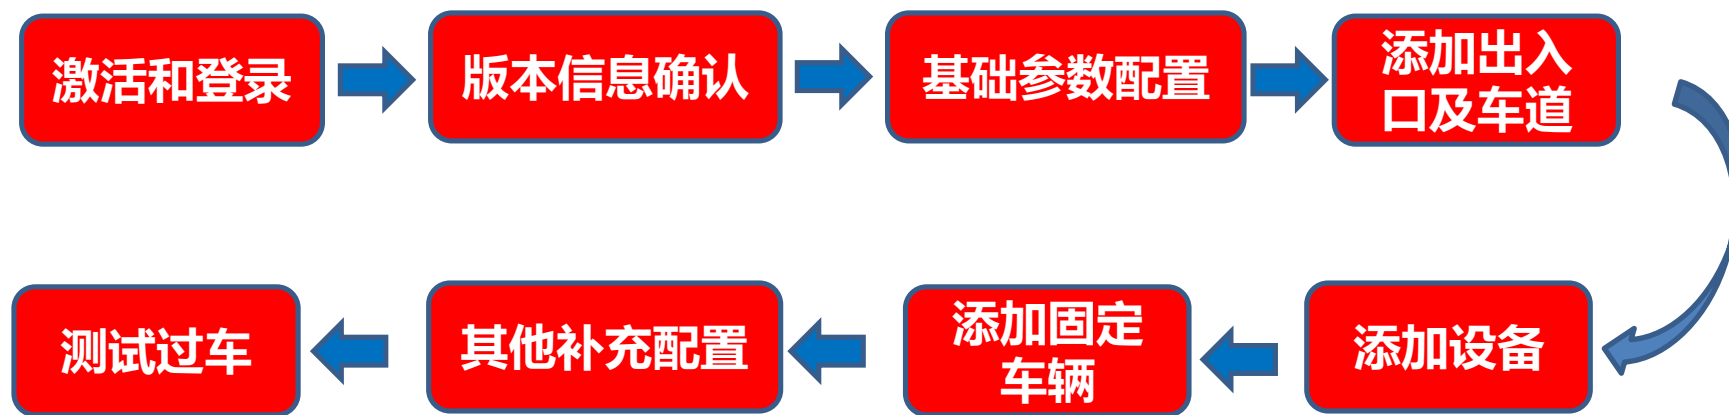 激活和登录
版本信息确认
基础参数配置
添加出入
口及车道
添加设备
添加固定
车辆
其他补充配置
测试过车